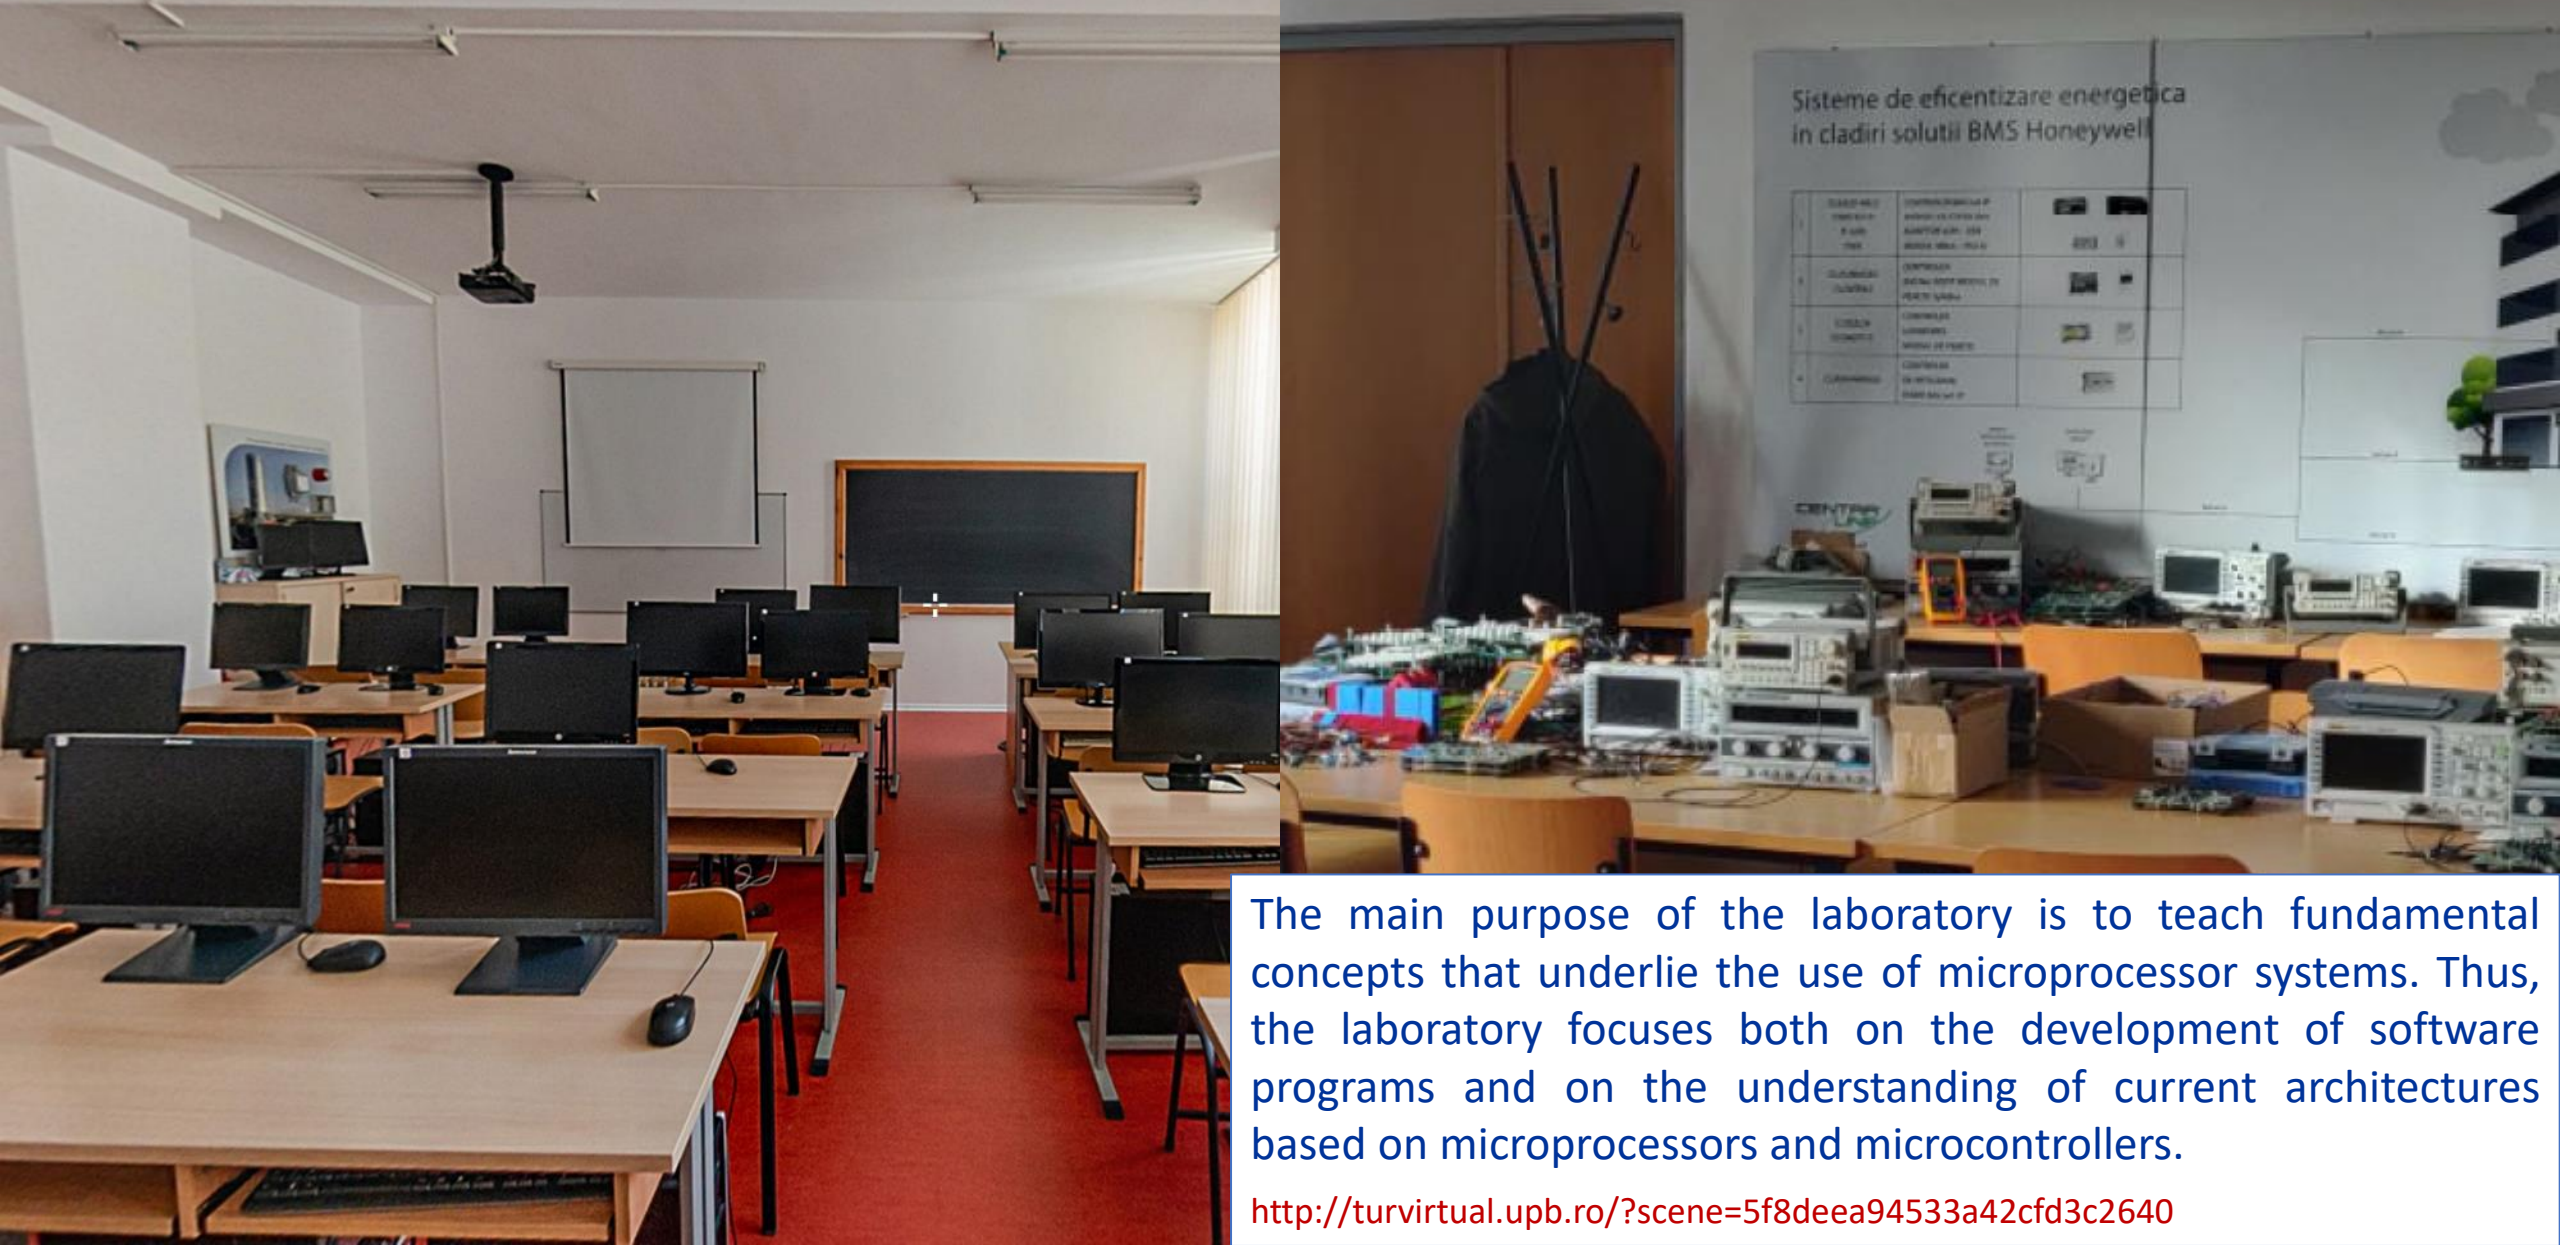 Sisteme de eficentizare energetica
in cladiri solutii BMS Honeywell
CENTRA
LINE
The main purpose of the laboratory is to teach fundamental
concepts that underlie the use of microprocessor systems. Thus,
the laboratory focuses both on the development of software
programs and on the understanding of current architectures
based on microprocessors and microcontrollers.
http://turvirtual.upb.ro/?scene=5f8deea94533a42cfd3c2640